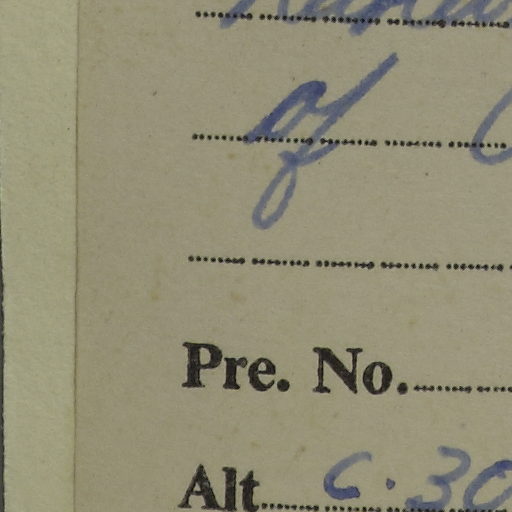 of
Pre. No.
Alt c. 30